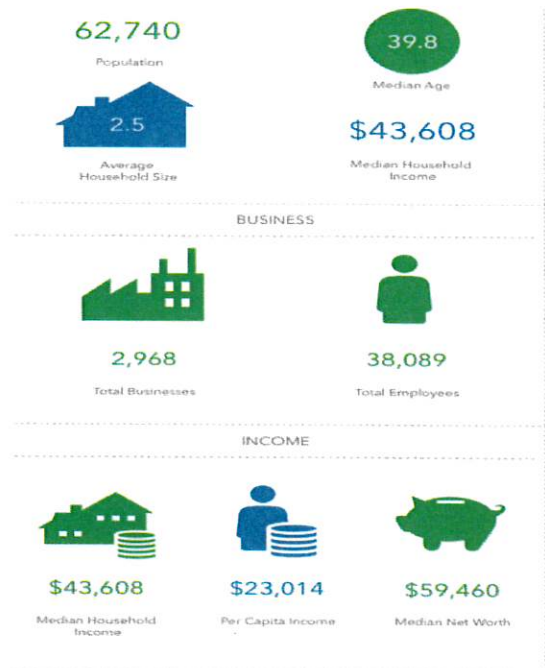 62,740
Population
39.8
Median Age
2.5
Average
Household Size
$43,608
Median Household
Income
BUSINESS
2,968
Total Businesses
38,089
Total Employees
INCOME
$43,608
Median Household
Income
$23,014
Per Capita Income
$59,460
Median Net Worth